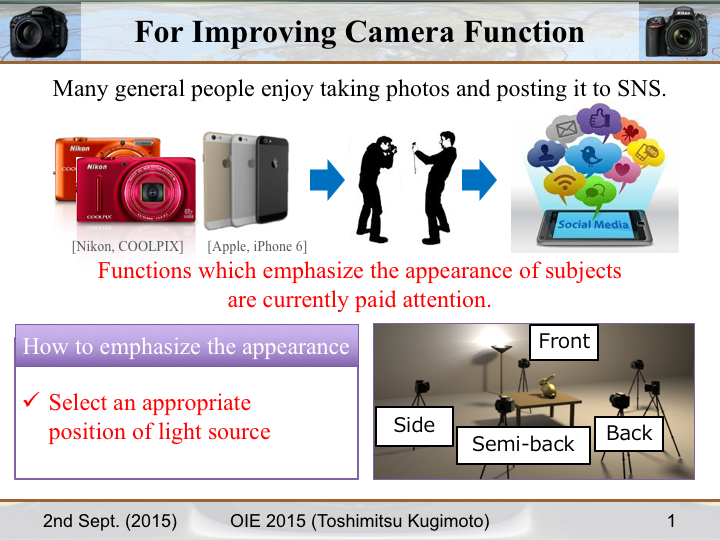 For Improving Camera Function
Many general people enjoy taking photos and posting it to SNS.
Nikon
Nikon
COOLPIX
Social Media
[Nikon, COOLPIX]
[Apple, iPhone 6]
Functions which emphasize the appearance of subjects
are currently paid attention.
How to emphasize the appearance
✓ Select an appropriate
position of light source
Front
Side
Semi-back
Back
2nd Sept. (2015)
OIE 2015 (Toshimitsu Kugimoto)
1